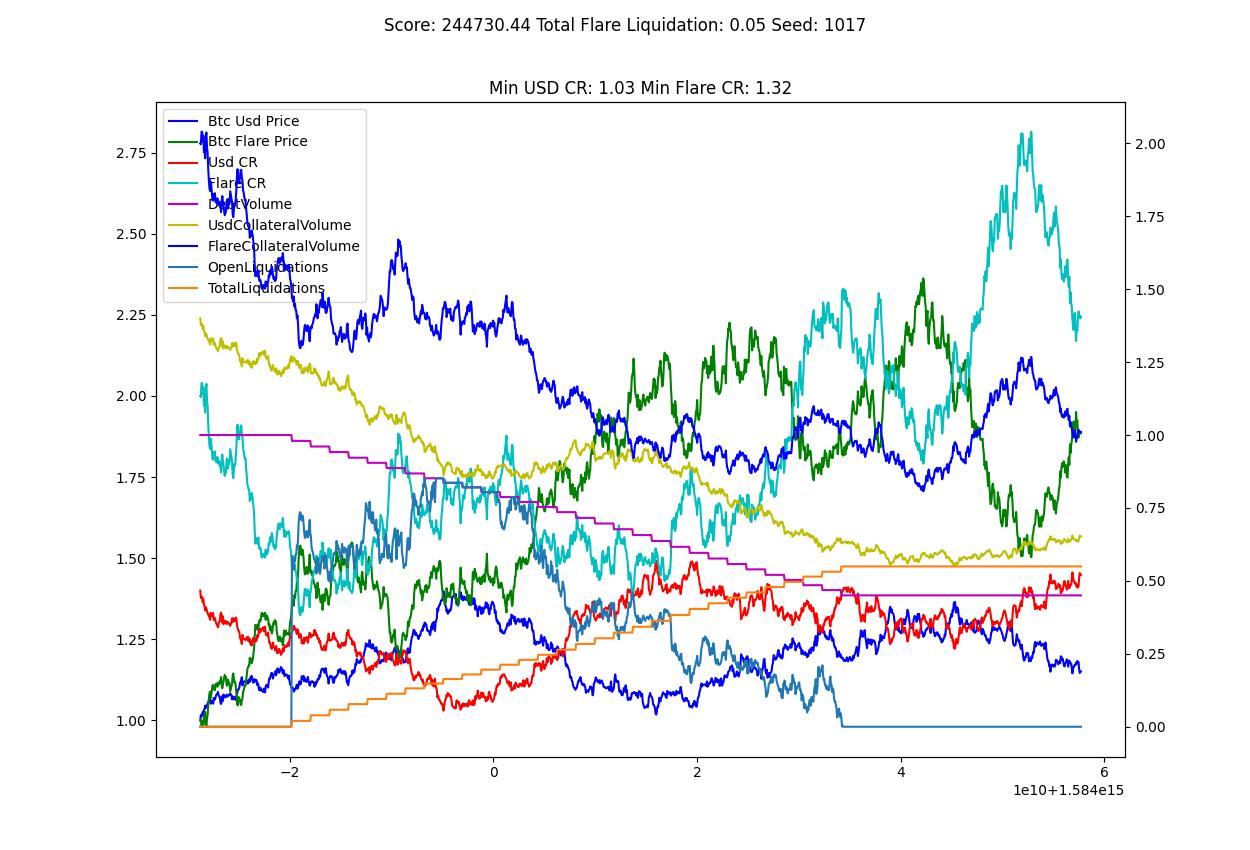 Score: 244730.44 Total Flare Liquidation: 0.05 Seed: 1017
Min USD CR: 1.03 Min Flare CR: 1.32
Btc Usd Price
Btc Flare Price
Usd CR
Flare CR
DebtVolume
UsdCollateralVolume
FlareCollateralVolume
OpenLiquidations
TotalLiquidations
2.75
2.50
2.25
2.00
1.75
1.50
1.25
1.00
2.00
1.75
1.50
1.25
1.00
0.75
0.50
0.25
0.00
−2 0 2 4 6
1e10+1.584e15